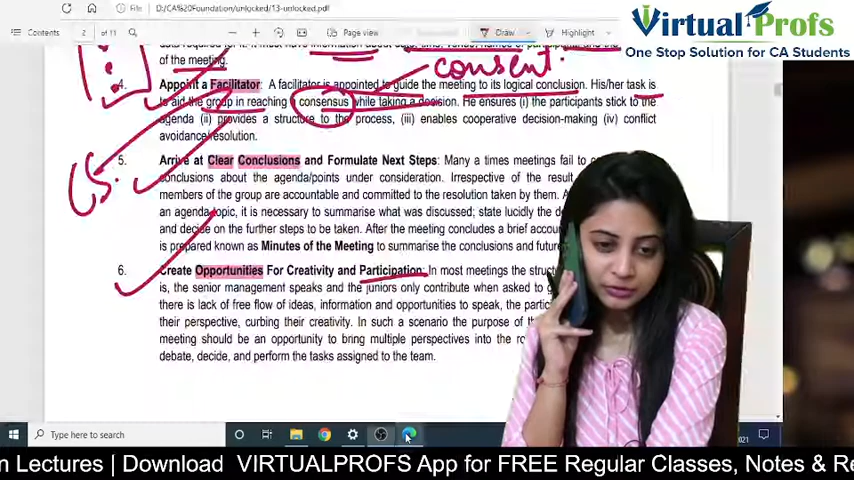 D:/CA%20Foundation/unlocked/13-unlocked.pdf
File
Contents
2
of 11
Page view
Draw
Highlight
Virtual Profs
One Stop Solution for CA Students
of the meeting.
consent.
4. Appoint a Facilitator: A facilitator is appointed to guide the meeting to its logical conclusion. His/her task is
to aid the group in reaching consensus while taking a decision. He ensures (i) the participants stick to the
agenda (ii) provides a structure to the process, (iii) enables cooperative decision-making (iv) conflict
avoidance/resolution.
CS.
5. Arrive at Clear Conclusions and Formulate Next Steps: Many a times meetings fail to
conclusions about the agenda/points under consideration. Irrespective of the result
members of the group are accountable and committed to the resolution taken by them.
an agenda topic, it is necessary to summarise what was discussed; state lucidly the
and decide on the further steps to be taken. After the meeting concludes a brief
is prepared known as Minutes of the Meeting to summarise the conclusions and
6. Create Opportunities For Creativity and Participation: In most meetings the
is, the senior management speaks and the juniors only contribute when asked to
there is lack of free flow of ideas, information and opportunities to speak, the
their perspective, curbing their creativity. In such a scenario the purpose of
meeting should be an opportunity to bring multiple perspectives into the
debate, decide, and perform the tasks assigned to the team.
Type here to search
2021
n Lectures | Download VIRTUALPROFS App for FREE Regular Classes, Notes & Re